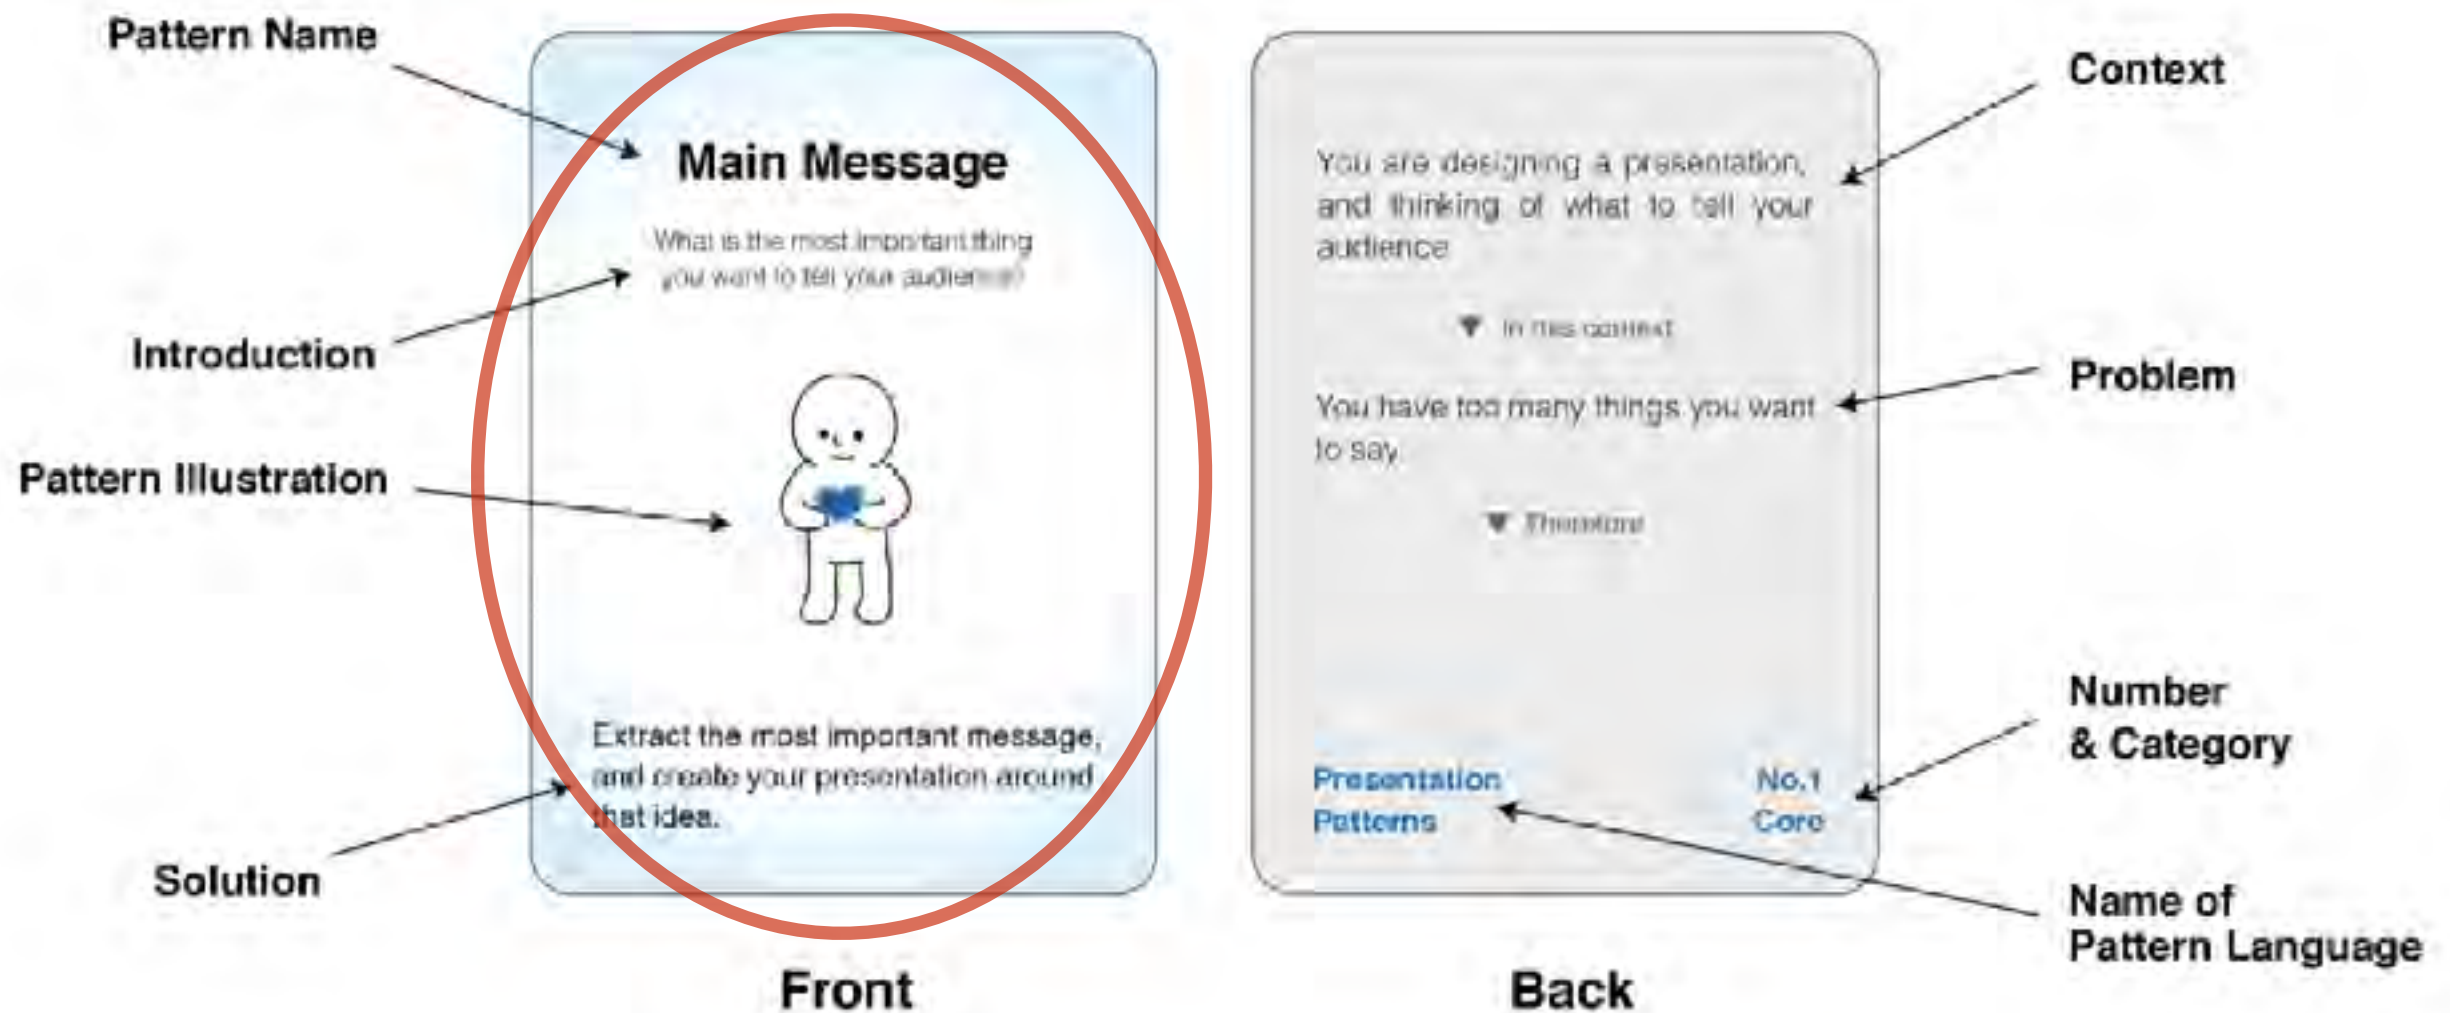 Pattern Name
Introduction
Pattern Illustration
Solution
Main Message
What is the most important thing
you want to tell your audience?
Extract the most important message,
and create your presentation around
that idea.
Front
You are designing a presentation,
and thinking of what to tell your
audience
In this context
You have too many things you want
to say.
Therefore
Presentation
Patterns
No.1
Core
Back
Context
Problem
Number
& Category
Name of
Pattern Language